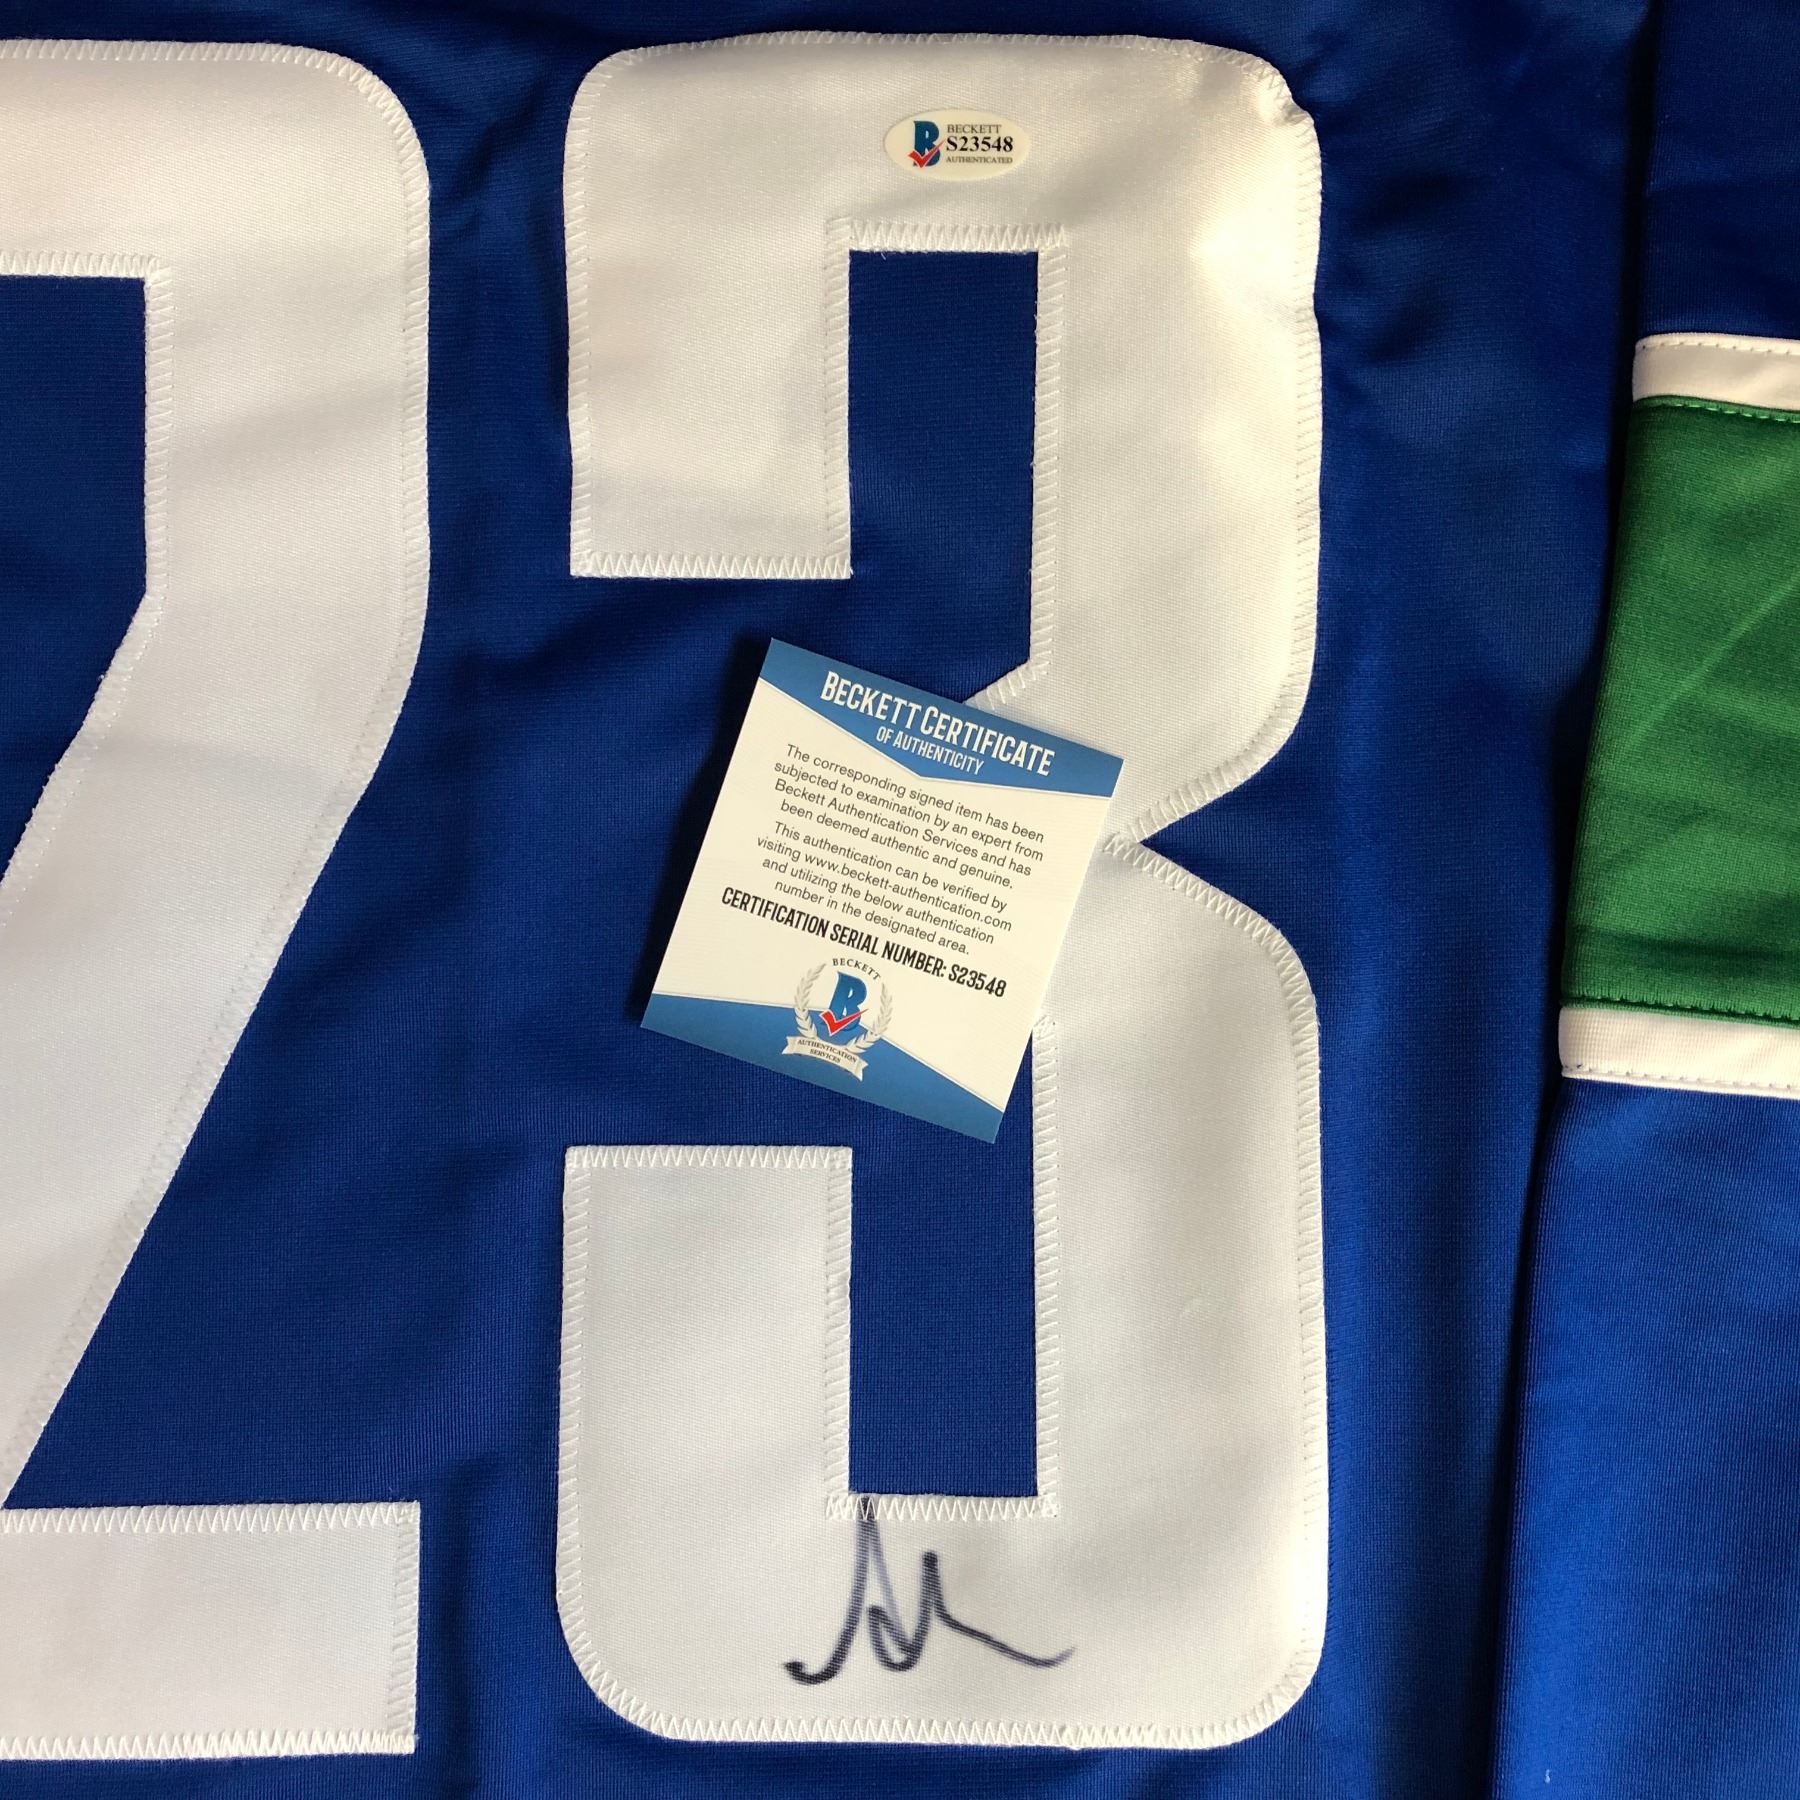 23
BECKETT
S23548
AUTHENTICATED
BECKETT CERTIFICATE
OF AUTHENTICITY
The corresponding signed item has been
subjected to examination by an expert from
Beckett Authentication Services and has
been deemed authentic and genuine.
This authentication can be verified by
visiting www.beckett-authentication.com
and utilizing the below authentication
number in the designated area.
CERTIFICATION SERIAL NUMBER: S23548
BECKETT
B
AUTHENTICATION
SERVICES